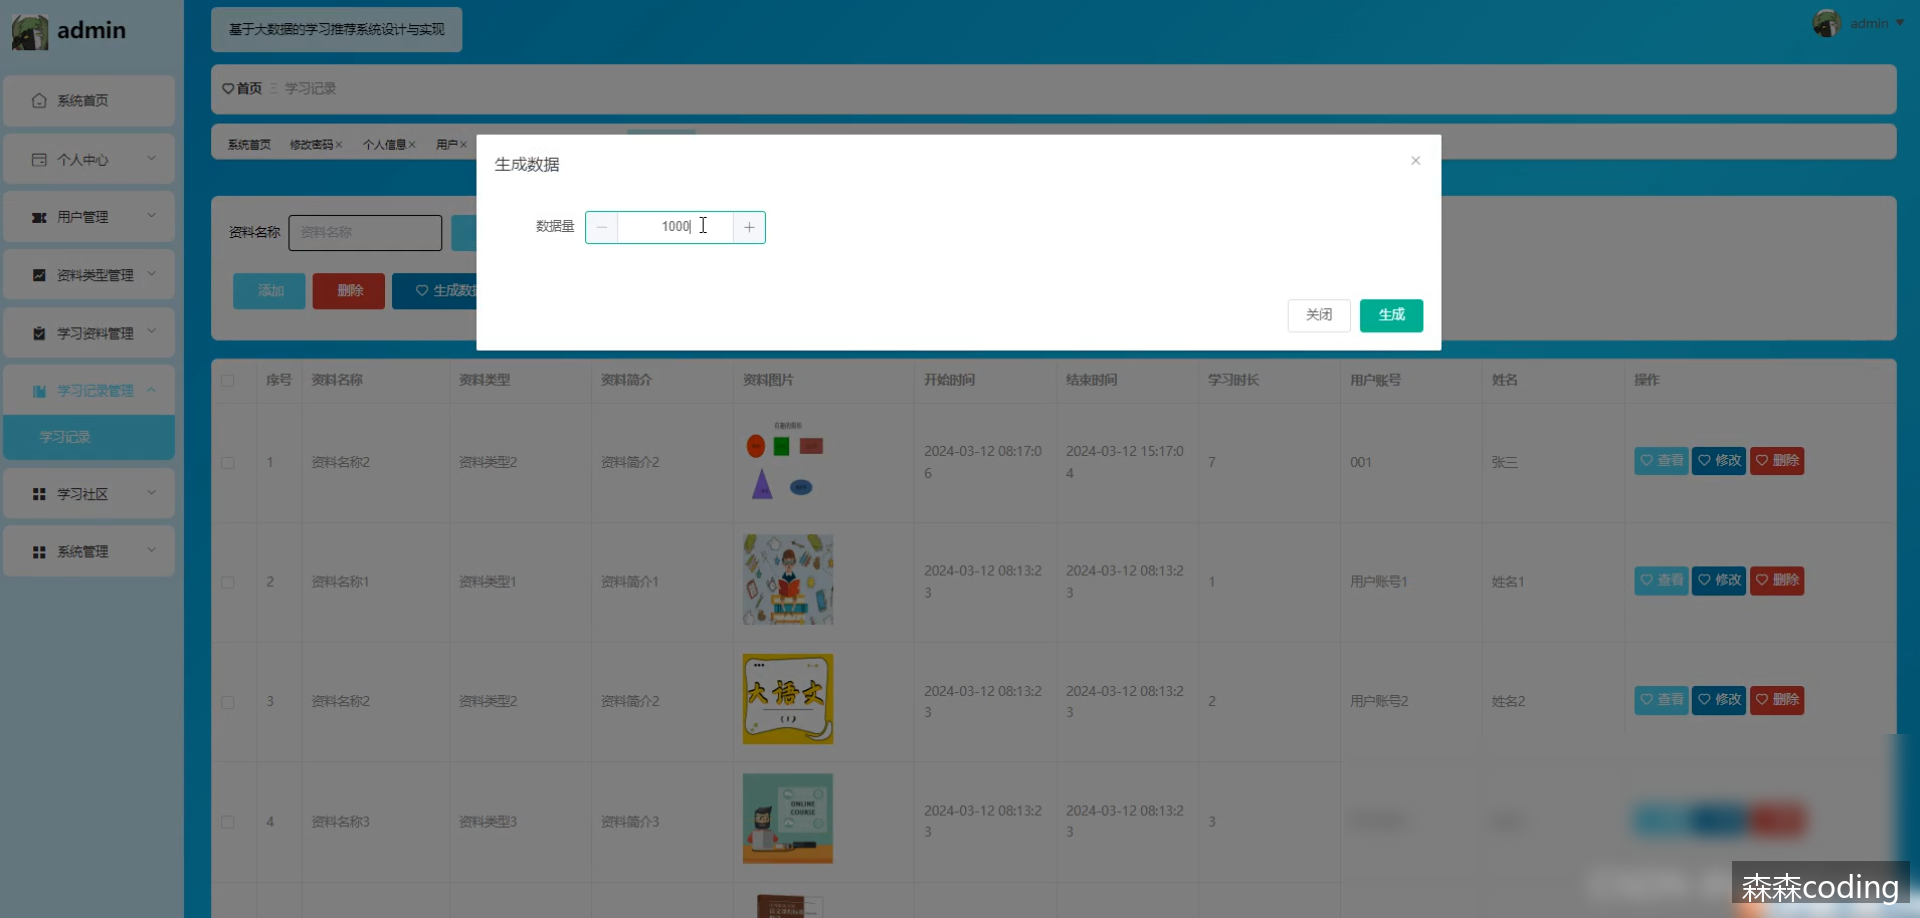 admin
基于大数据的学习推荐系统设计与实现
admin
系统首页
个人中心
用户管理
资料类型管理
学习资料管理
学习记录管理
学习记录
学习社区
系统管理
首页 学习记录
系统首页 修改密码× 个人信息× 用户×
生成数据
数据量 − 1000 +
关闭 生成
资料名称 资料名称
添加 删除 生成数据
序号 资料名称 资料类型 资料简介 资料图片 开始时间 结束时间 学习时长 用户账号 姓名 操作
1 资料名称2 资料类型2 资料简介2 2024-03-12 08:17:06 2024-03-12 15:17:04 7 001 张三 查看 修改 删除
2 资料名称1 资料类型1 资料简介1 2024-03-12 08:13:23 2024-03-12 08:13:23 1 用户账号1 姓名1 查看 修改 删除
3 资料名称2 资料类型2 资料简介2 大语文 (1) 2024-03-12 08:13:23 2024-03-12 08:13:23 2 用户账号2 姓名2 查看 修改 删除
4 资料名称3 资料类型3 资料简介3 ONLINE COURSE 2024-03-12 08:13:23 2024-03-12 08:13:23 3
森森coding